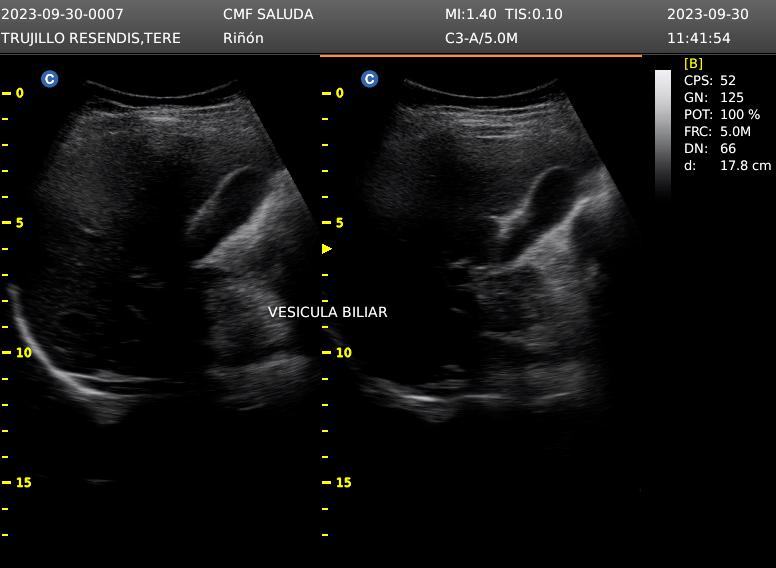 2023-09-30-0007 CMF SALUDA MI:1.40 TIS:0.10 2023-09-30
TRUJILLO RESENDIS,TERE Riñón C3-A/5.0M 11:41:54
[B]
CPS: 52
GN: 125
POT: 100 %
FRC: 5.0M
DN: 66
d: 17.8 cm
C C
0 0
5 5
VESICULA BILIAR
10 10
15 15